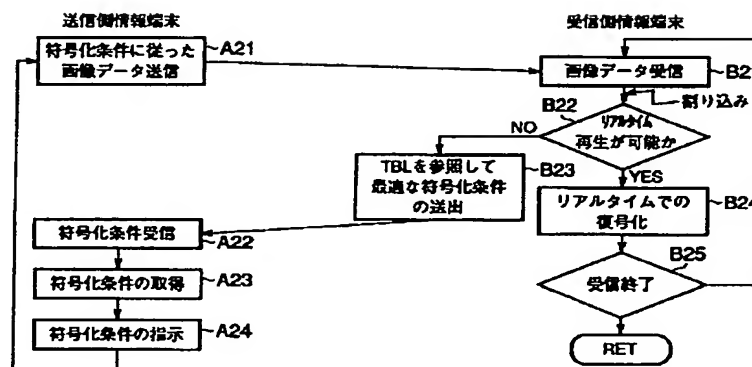 送信側情報端末
受信側情報端末
符号化条件に従った
画像データ送信
A21
画像データ受信
B2
割り込み
B22
リアルタイム
再生が可能か
NO
YES
TBLを参照して
最適な符号化条件
の送出
B23
リアルタイムでの
復号化
B24
符号化条件受信
A22
符号化条件の取得
A23
符号化条件の指示
A24
受信終了
B25
RET